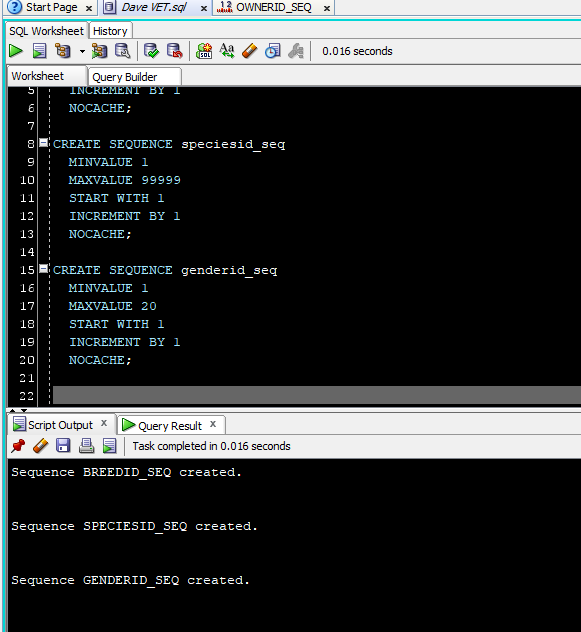 Start Page x Dave VET.sql x OWNERID_SEQ x
SQL Worksheet History
0.016 seconds
Worksheet Query Builder
5 INCREMENT BY 1
6 NOCACHE;
7
8 CREATE SEQUENCE speciesid_seq
9 MINVALUE 1
10 MAXVALUE 99999
11 START WITH 1
12 INCREMENT BY 1
13 NOCACHE;
14
15 CREATE SEQUENCE genderid_seq
16 MINVALUE 1
17 MAXVALUE 20
18 START WITH 1
19 INCREMENT BY 1
20 NOCACHE;
21
22
Script Output x Query Result x
Task completed in 0.016 seconds
Sequence BREEDID_SEQ created.
Sequence SPECIESID_SEQ created.
Sequence GENDERID_SEQ created.